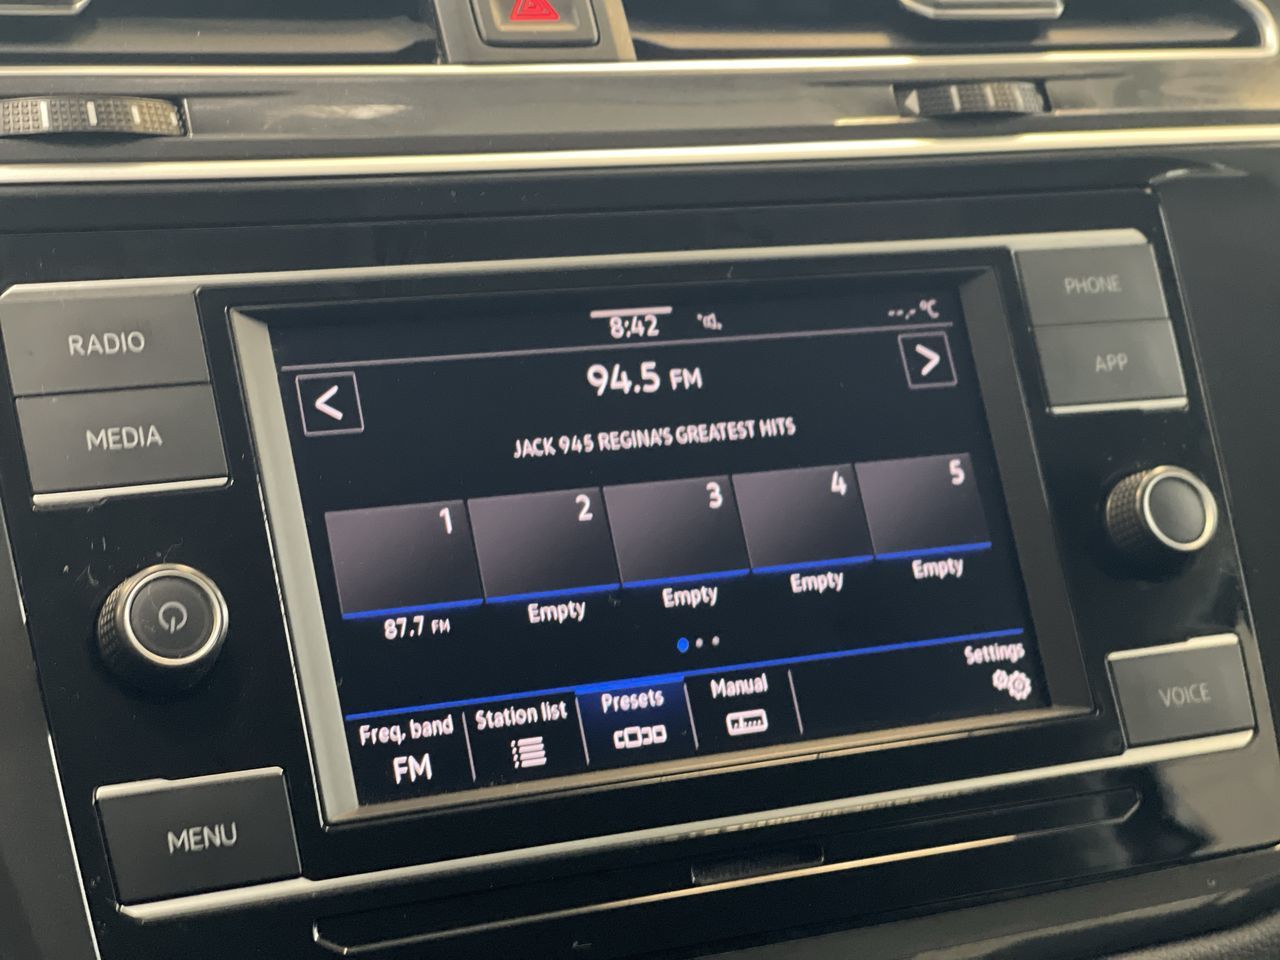 RADIO
MEDIA
MENU
8:42
--.-°C
94.5 FM
JACK 945 REGINA'S GREATEST HITS
1 2 3 4 5
87.7 FM Empty Empty Empty Empty
Freq. band Station list Presets Manual Settings
FM
PHONE
APP
VOICE